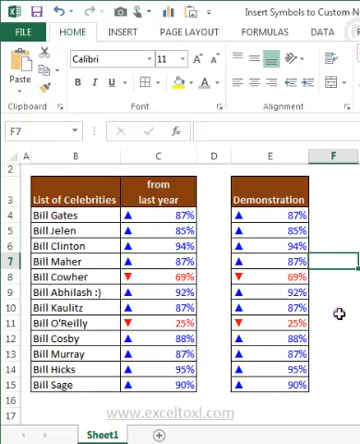 Insert Symbols to Custom N
FILE HOME INSERT PAGE LAYOUT FORMULAS DATA
Paste
Calibri 11
B I U
Clipboard Font Alignment
F7
A B C D E F
2
from
3 List of Celebrities last year Demonstration
4 Bill Gates ▲ 87% ▲ 87%
5 Bill Jelen ▲ 85% ▲ 85%
6 Bill Clinton ▲ 94% ▲ 94%
7 Bill Maher ▲ 87% ▲ 87%
8 Bill Cowher ▼ 69% ▼ 69%
9 Bill Abhilash :) ▲ 92% ▲ 92%
10 Bill Kaulitz ▲ 87% ▲ 87%
11 Bill O'Reilly ▼ 25% ▼ 25%
12 Bill Cosby ▲ 88% ▲ 88%
13 Bill Murray ▲ 87% ▲ 87%
14 Bill Hicks ▲ 95% ▲ 95%
15 Bill Sage ▲ 90% ▲ 90%
16
17 www.exceltoxl.com
Sheet1